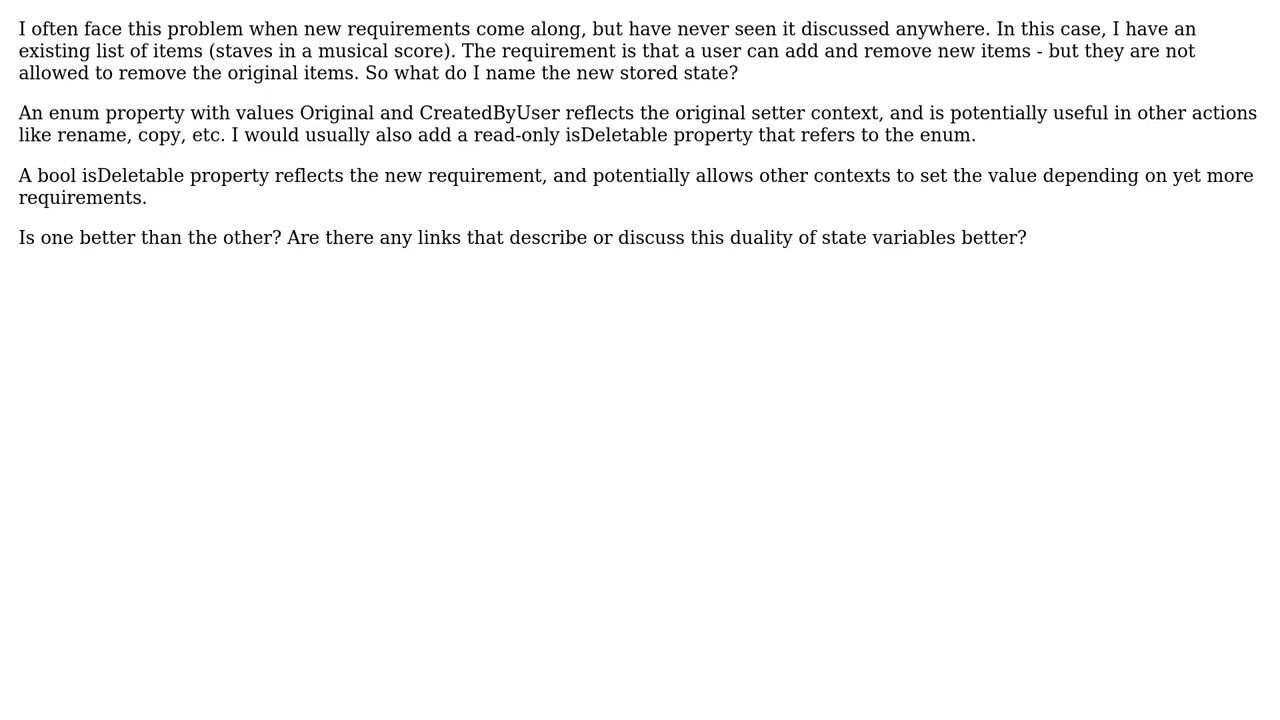 I often face this problem when new requirements come along, but have never seen it discussed anywhere. In this case, I have an
existing list of items (staves in a musical score). The requirement is that a user can add and remove new items - but they are not
allowed to remove the original items. So what do I name the new stored state?
An enum property with values Original and CreatedByUser reflects the original setter context, and is potentially useful in other actions
like rename, copy, etc. I would usually also add a read-only isDeletable property that refers to the enum.
A bool isDeletable property reflects the new requirement, and potentially allows other contexts to set the value depending on yet more
requirements.
Is one better than the other? Are there any links that describe or discuss this duality of state variables better?